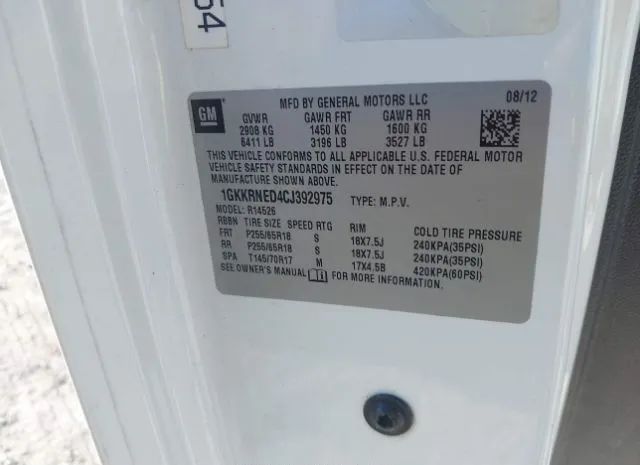 54
GM
MFD BY GENERAL MOTORS LLC 08/12
GVWR GAWR FRT GAWR RR
2908 KG 1450 KG 1600 KG
6411 LB 3196 LB 3527 LB
THIS VEHICLE CONFORMS TO ALL APPLICABLE U.S. FEDERAL MOTOR
VEHICLE SAFETY STANDARDS IN EFFECT ON THE DATE OF
MANUFACTURE SHOWN ABOVE.
1GKKRNED4CJ392975 TYPE: M.P.V.
MODEL: R14526
RBBN TIRE SIZE SPEED RTG RIM COLD TIRE PRESSURE
FRT P255/65R18 S 18X7.5J 240KPA(35PSI)
RR P255/65R18 S 18X7.5J 240KPA(35PSI)
SPA T145/70R17 M 17X4.5B 420KPA(60PSI)
SEE OWNER'S MANUAL FOR MORE INFORMATION.